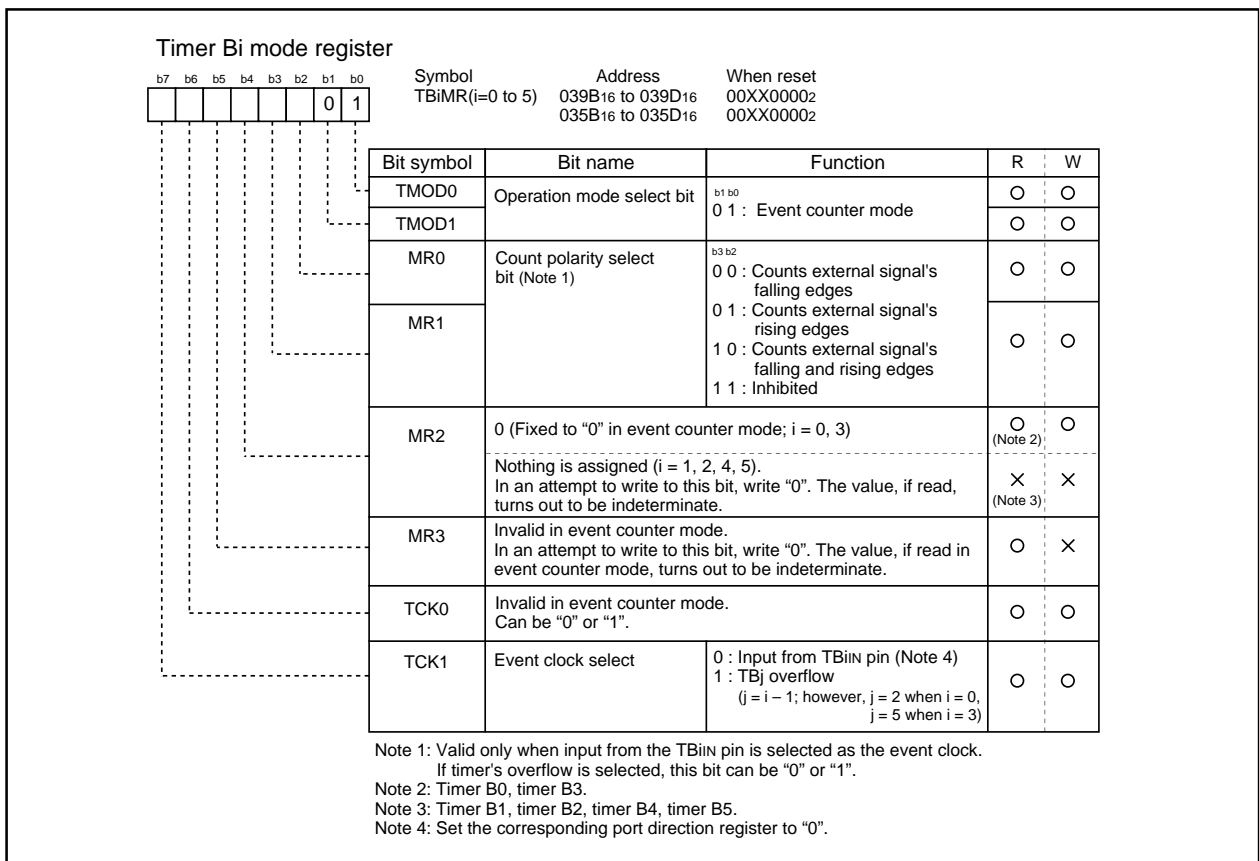 Timer Bi mode register
b7 b6 b5 b4 b3 b2 b1 b0
0 1
Symbol Address When reset
TBiMR(i=0 to 5) 039B16 to 039D16 00XX00002
035B16 to 035D16 00XX00002
Bit symbol Bit name Function R W
TMOD0 Operation mode select bit b1 b0
0 1 : Event counter mode
TMOD1
MR0 Count polarity select
bit (Note 1)
b3 b2
0 0 : Counts external signal's
falling edges
0 1 : Counts external signal's
rising edges
1 0 : Counts external signal's
falling and rising edges
1 1 : Inhibited
MR1
MR2 0 (Fixed to “0” in event counter mode; i = 0, 3)
(Note 2)
Nothing is assigned (i = 1, 2, 4, 5).
In an attempt to write to this bit, write “0”. The value, if read,
turns out to be indeterminate.
(Note 3)
MR3 Invalid in event counter mode.
In an attempt to write to this bit, write “0”. The value, if read in
event counter mode, turns out to be indeterminate.
TCK0 Invalid in event counter mode.
Can be “0” or “1”.
TCK1 Event clock select 0 : Input from TBiIN pin (Note 4)
1 : TBj overflow
(j = i – 1; however, j = 2 when i = 0,
j = 5 when i = 3)
Note 1: Valid only when input from the TBiIN pin is selected as the event clock.
If timer's overflow is selected, this bit can be “0” or “1”.
Note 2: Timer B0, timer B3.
Note 3: Timer B1, timer B2, timer B4, timer B5.
Note 4: Set the corresponding port direction register to “0”.